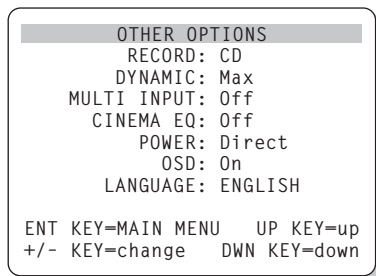 OTHER OPTIONS
RECORD: CD
DYNAMIC: Max
MULTI INPUT: Off
CINEMA EQ: Off
POWER: Direct
OSD: On
LANGUAGE: ENGLISH
ENT KEY=MAIN MENU UP KEY=up
+/- KEY=change DWN KEY=down